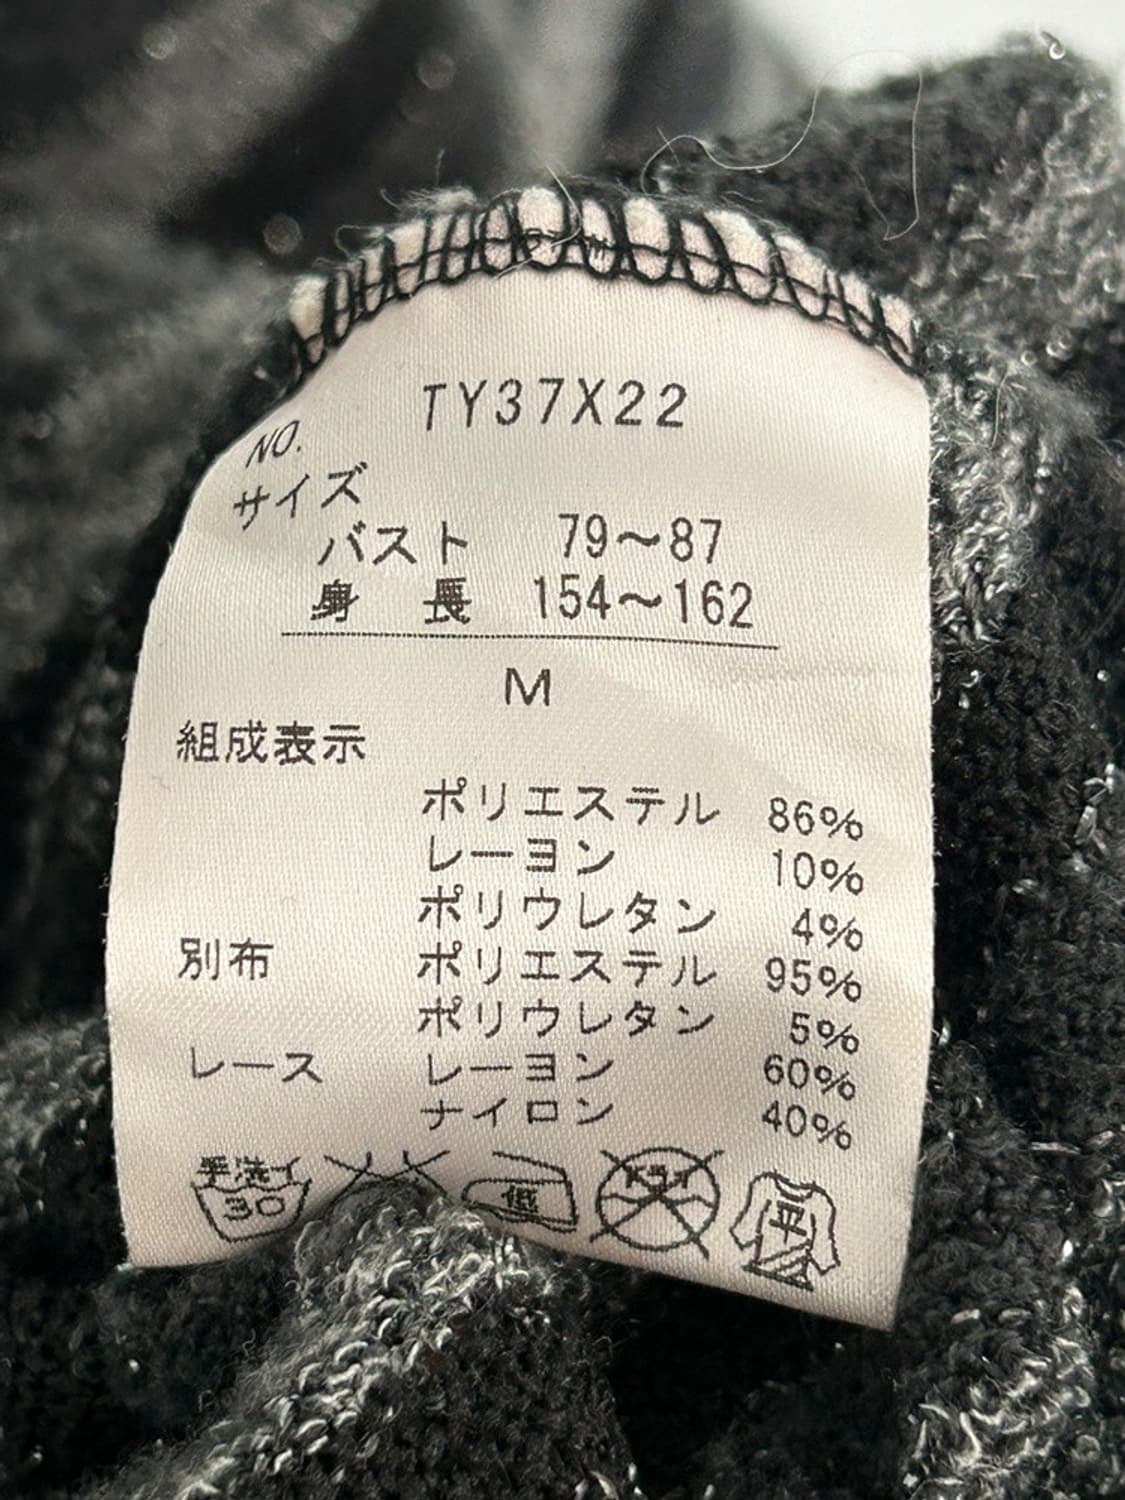 NO. TY37X22
サイズ
バスト 79～87
身長 154～162
M
組成表示
ポリエステル 86%
レーヨン 10%
ポリウレタン 4%
別布 ポリエステル 95%
ポリウレタン 5%
レース レーヨン 60%
ナイロン 40%
手洗イ 30 低 ドライ 平